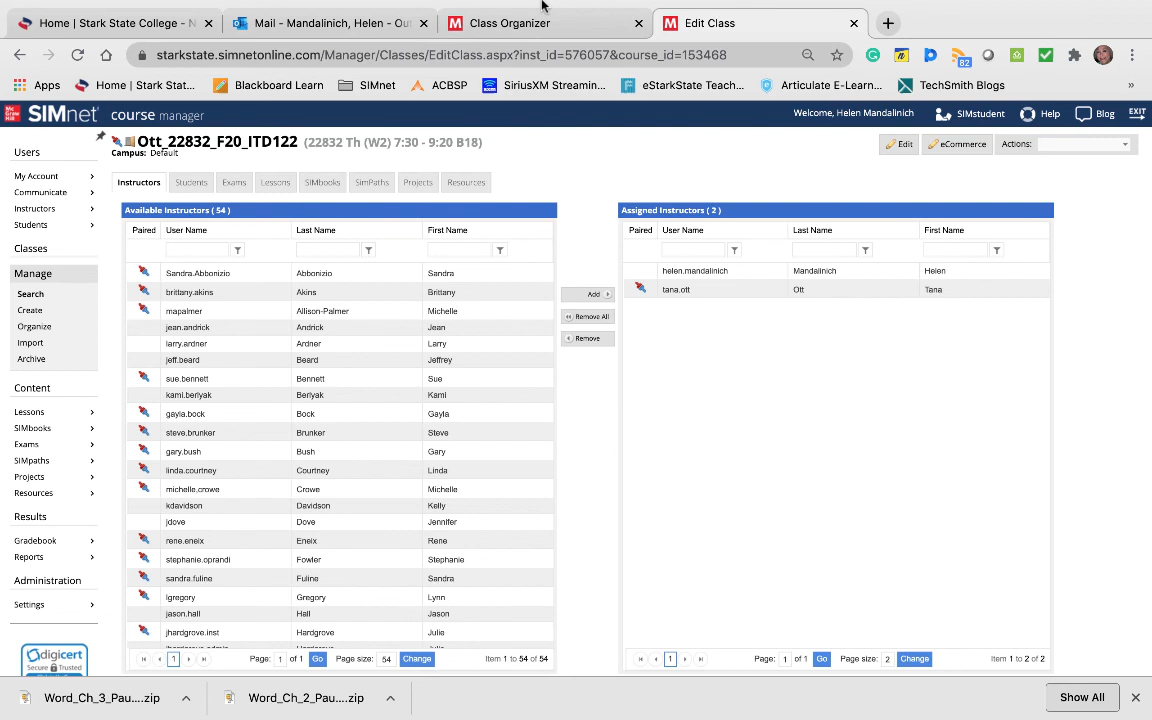 Home | Stark State College - N
Mail - Mandalinich, Helen - Ou
Class Organizer
Edit Class
starkstate.simnetonline.com/Manager/Classes/EditClass.aspx?inst_id=576057&course_id=153468
82
Apps
Home | Stark Stat...
Blackboard Learn
SIMnet
ACBSP
SiriusXM Streamin...
eStarkState Teach...
Articulate E-Learn...
TechSmith Blogs
»
SIMnet course manager
Welcome, Helen Mandalinich
SIMstudent
Help
Blog
EXIT
Ott_22832_F20_ITD122 (22832 Th (W2) 7:30 - 9:20 B18)
Campus: Default
Edit
eCommerce
Actions:
Users
My Account
Communicate
Instructors
Students
Classes
Manage
Search
Create
Organize
Import
Archive
Content
Lessons
SIMbooks
Exams
SIMpaths
Projects
Resources
Results
Gradebook
Reports
Administration
Settings
digicert
Secure Trusted
Instructors Students Exams Lessons SIMbooks SimPaths Projects Resources
Available Instructors ( 54 )
Paired User Name Last Name First Name
Sandra.Abbonizio Abbonizio Sandra
brittany.akins Akins Brittany
mapalmer Allison-Palmer Michelle
jean.andrick Andrick Jean
larry.ardner Ardner Larry
jeff.beard Beard Jeffrey
sue.bennett Bennett Sue
kami.berlyak Berlyak Kami
gayla.bock Bock Gayla
steve.brunker Brunker Steve
gary.bush Bush Gary
linda.courtney Courtney Linda
michelle.crowe Crowe Michelle
kdavidson Davidson Kelly
jdove Dove Jennifer
rene.eneix Eneix Rene
stephanie.oprandi Fowler Stephanie
sandra.fuline Fuline Sandra
lgregory Gregory Lynn
jason.hall Hall Jason
jhardgrove.inst Hardgrove Julie
1 Page: 1 of 1 Go Page size: 54 Change Item 1 to 54 of 54
Add
Remove All
Remove
Assigned Instructors ( 2 )
Paired User Name Last Name First Name
helen.mandalinich Mandalinich Helen
tana.ott Ott Tana
1 Page: 1 of 1 Go Page size: 2 Change Item 1 to 2 of 2
Word_Ch_3_Pau....zip
Word_Ch_2_Pau....zip
Show All